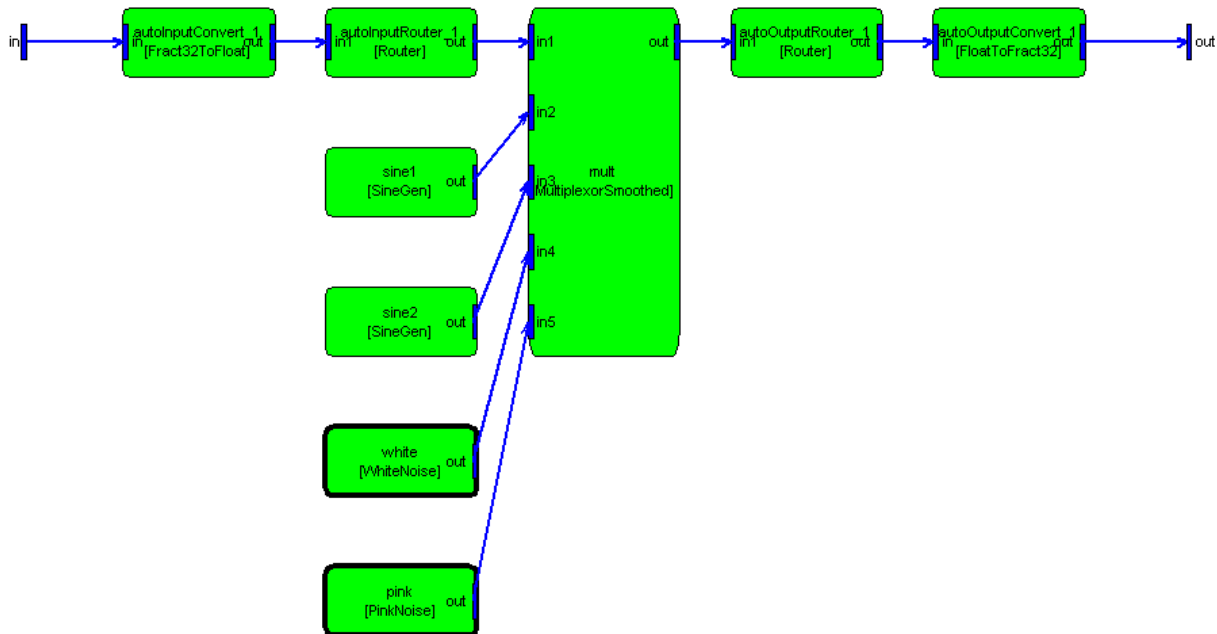 in
autoInputConvert_1
in out
[Fract32ToFloat]
autoInputRouter_1
in1 out
[Router]
in1 out
in2
in3
in4
in5
mult
MultiplexorSmoothed]
autoOutputRouter_1
in1 out
[Router]
autoOutputConvert_1
in out
[FloatToFract32]
out
sine1
out
[SineGen]
sine2
out
[SineGen]
white
out
[WhiteNoise]
pink
out
[PinkNoise]